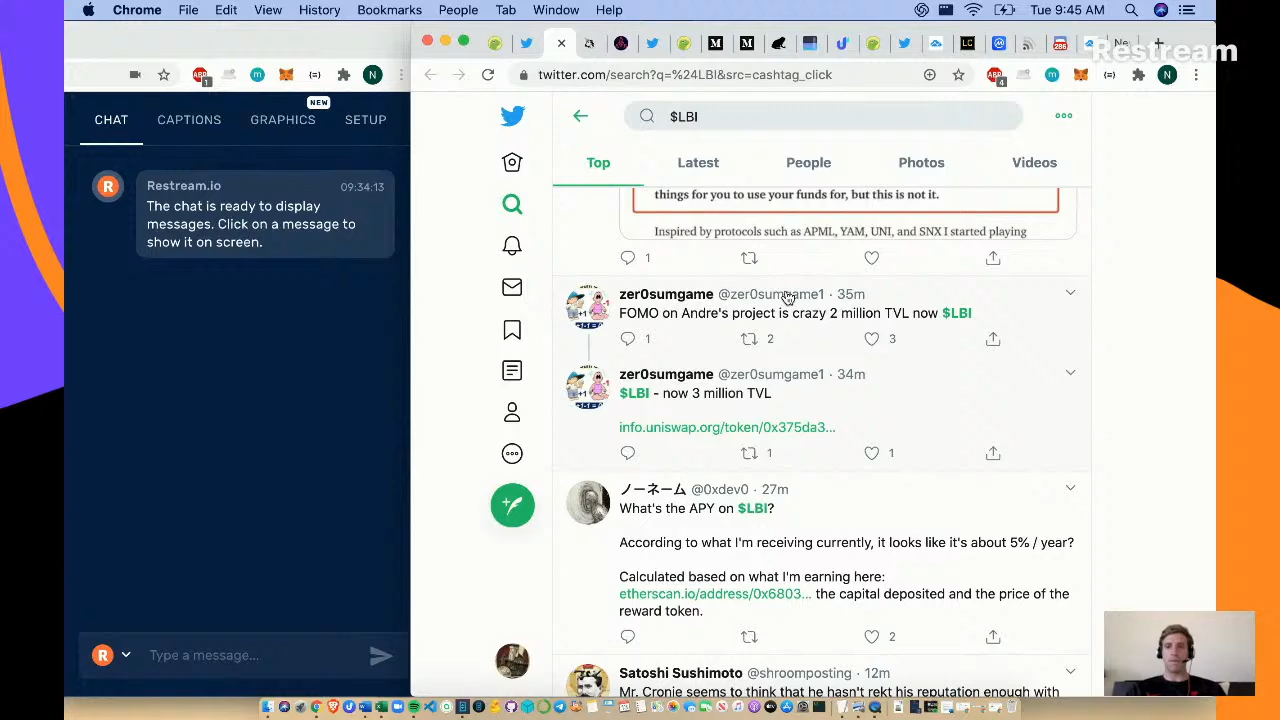 Chrome File Edit View History Bookmarks People Tab Window Help Tue 9:45 AM
Restream
twitter.com/search?q=%24LBI&src=cashtag_click
CHAT CAPTIONS GRAPHICS SETUP
NEW
Restream.io 09:34:13
The chat is ready to display
messages. Click on a message to
show it on screen.
Type a message...
$LBI
Top Latest People Photos Videos
things for you to use your funds for, but this is not it.
Inspired by protocols such as APML, YAM, UNI, and SNX I started playing
1
zer0sumgame @zer0sumgame1 · 35m
FOMO on Andre's project is crazy 2 million TVL now $LBI
1 2 3
zer0sumgame @zer0sumgame1 · 34m
$LBI - now 3 million TVL
info.uniswap.org/token/0x375da3...
1 1
ノーネーム @0xdev0 · 27m
What's the APY on $LBI?
According to what I'm receiving currently, it looks like it's about 5% / year?
Calculated based on what I'm earning here:
etherscan.io/address/0x6803... the capital deposited and the price of the
reward token.
2
Satoshi Sushimoto @shroomposting · 12m
Mr. Cronje seems to think that he hasn't rekt his reputation enough with